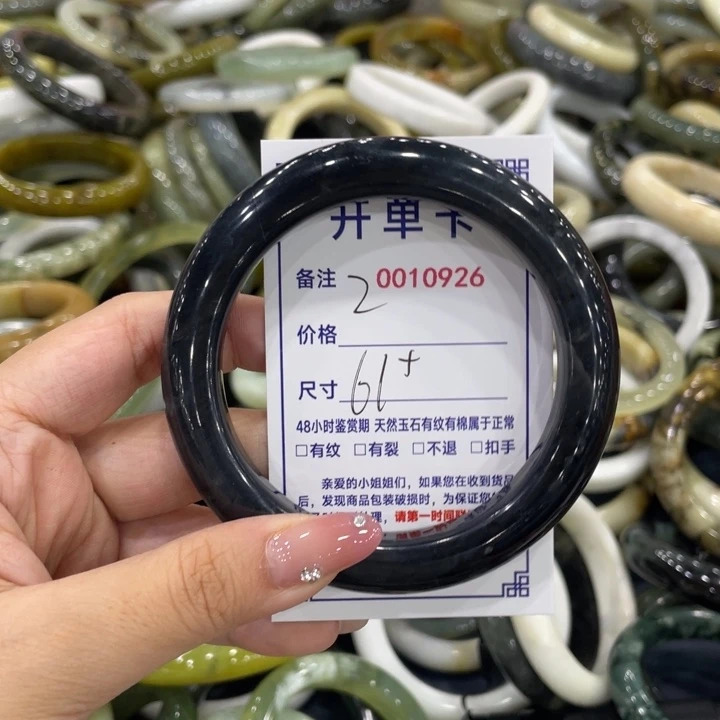 开单卡
备注 2 0010926
价格
尺寸 61+
48小时鉴赏期 天然玉石有纹有棉属于正常
□有纹 □有裂 □不退 □扣手
亲爱的小姐姐们，如果您在收到货品
后，发现商品包装破损时，为保证您
理，请第一时间联